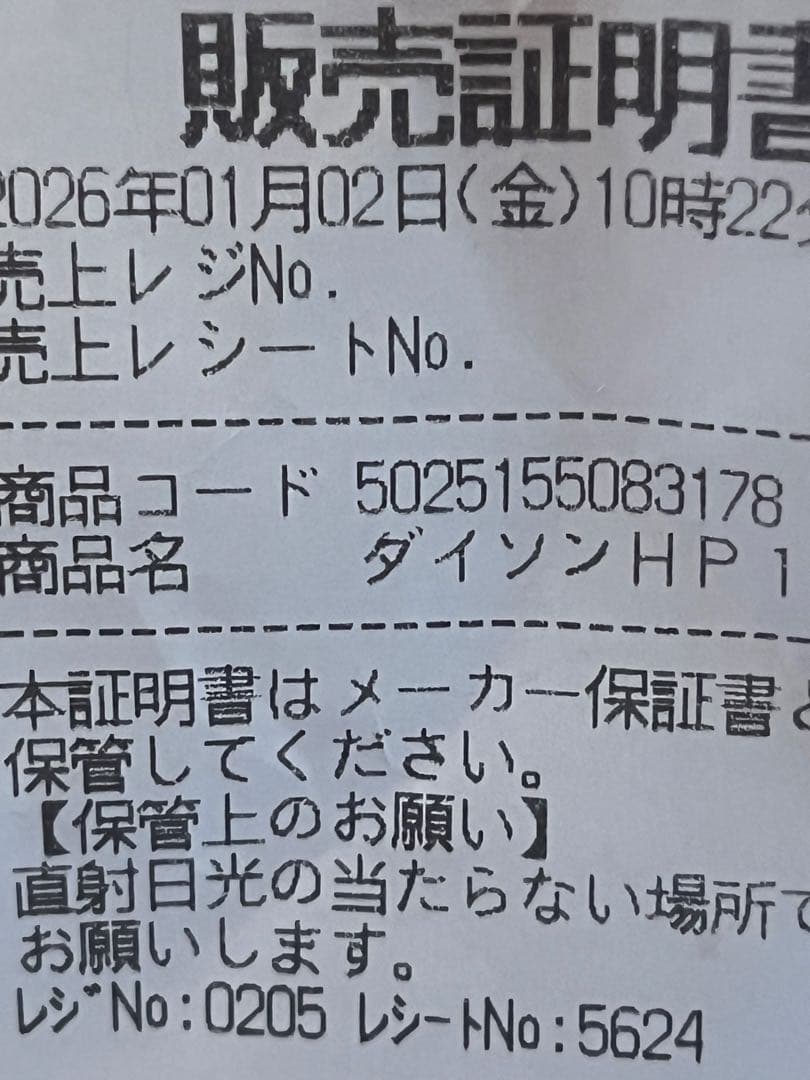 販売証明書
2026年01月02日(金)10時22分
売上レジNo.
売上レシートNo.
商品コード 5025155083178
商品名 ダイソンHP1
本証明書はメーカー保証書と
保管してください。
【保管上のお願い】
直射日光の当たらない場所で
お願いします。
レジNo:0205 レシートNo:5624